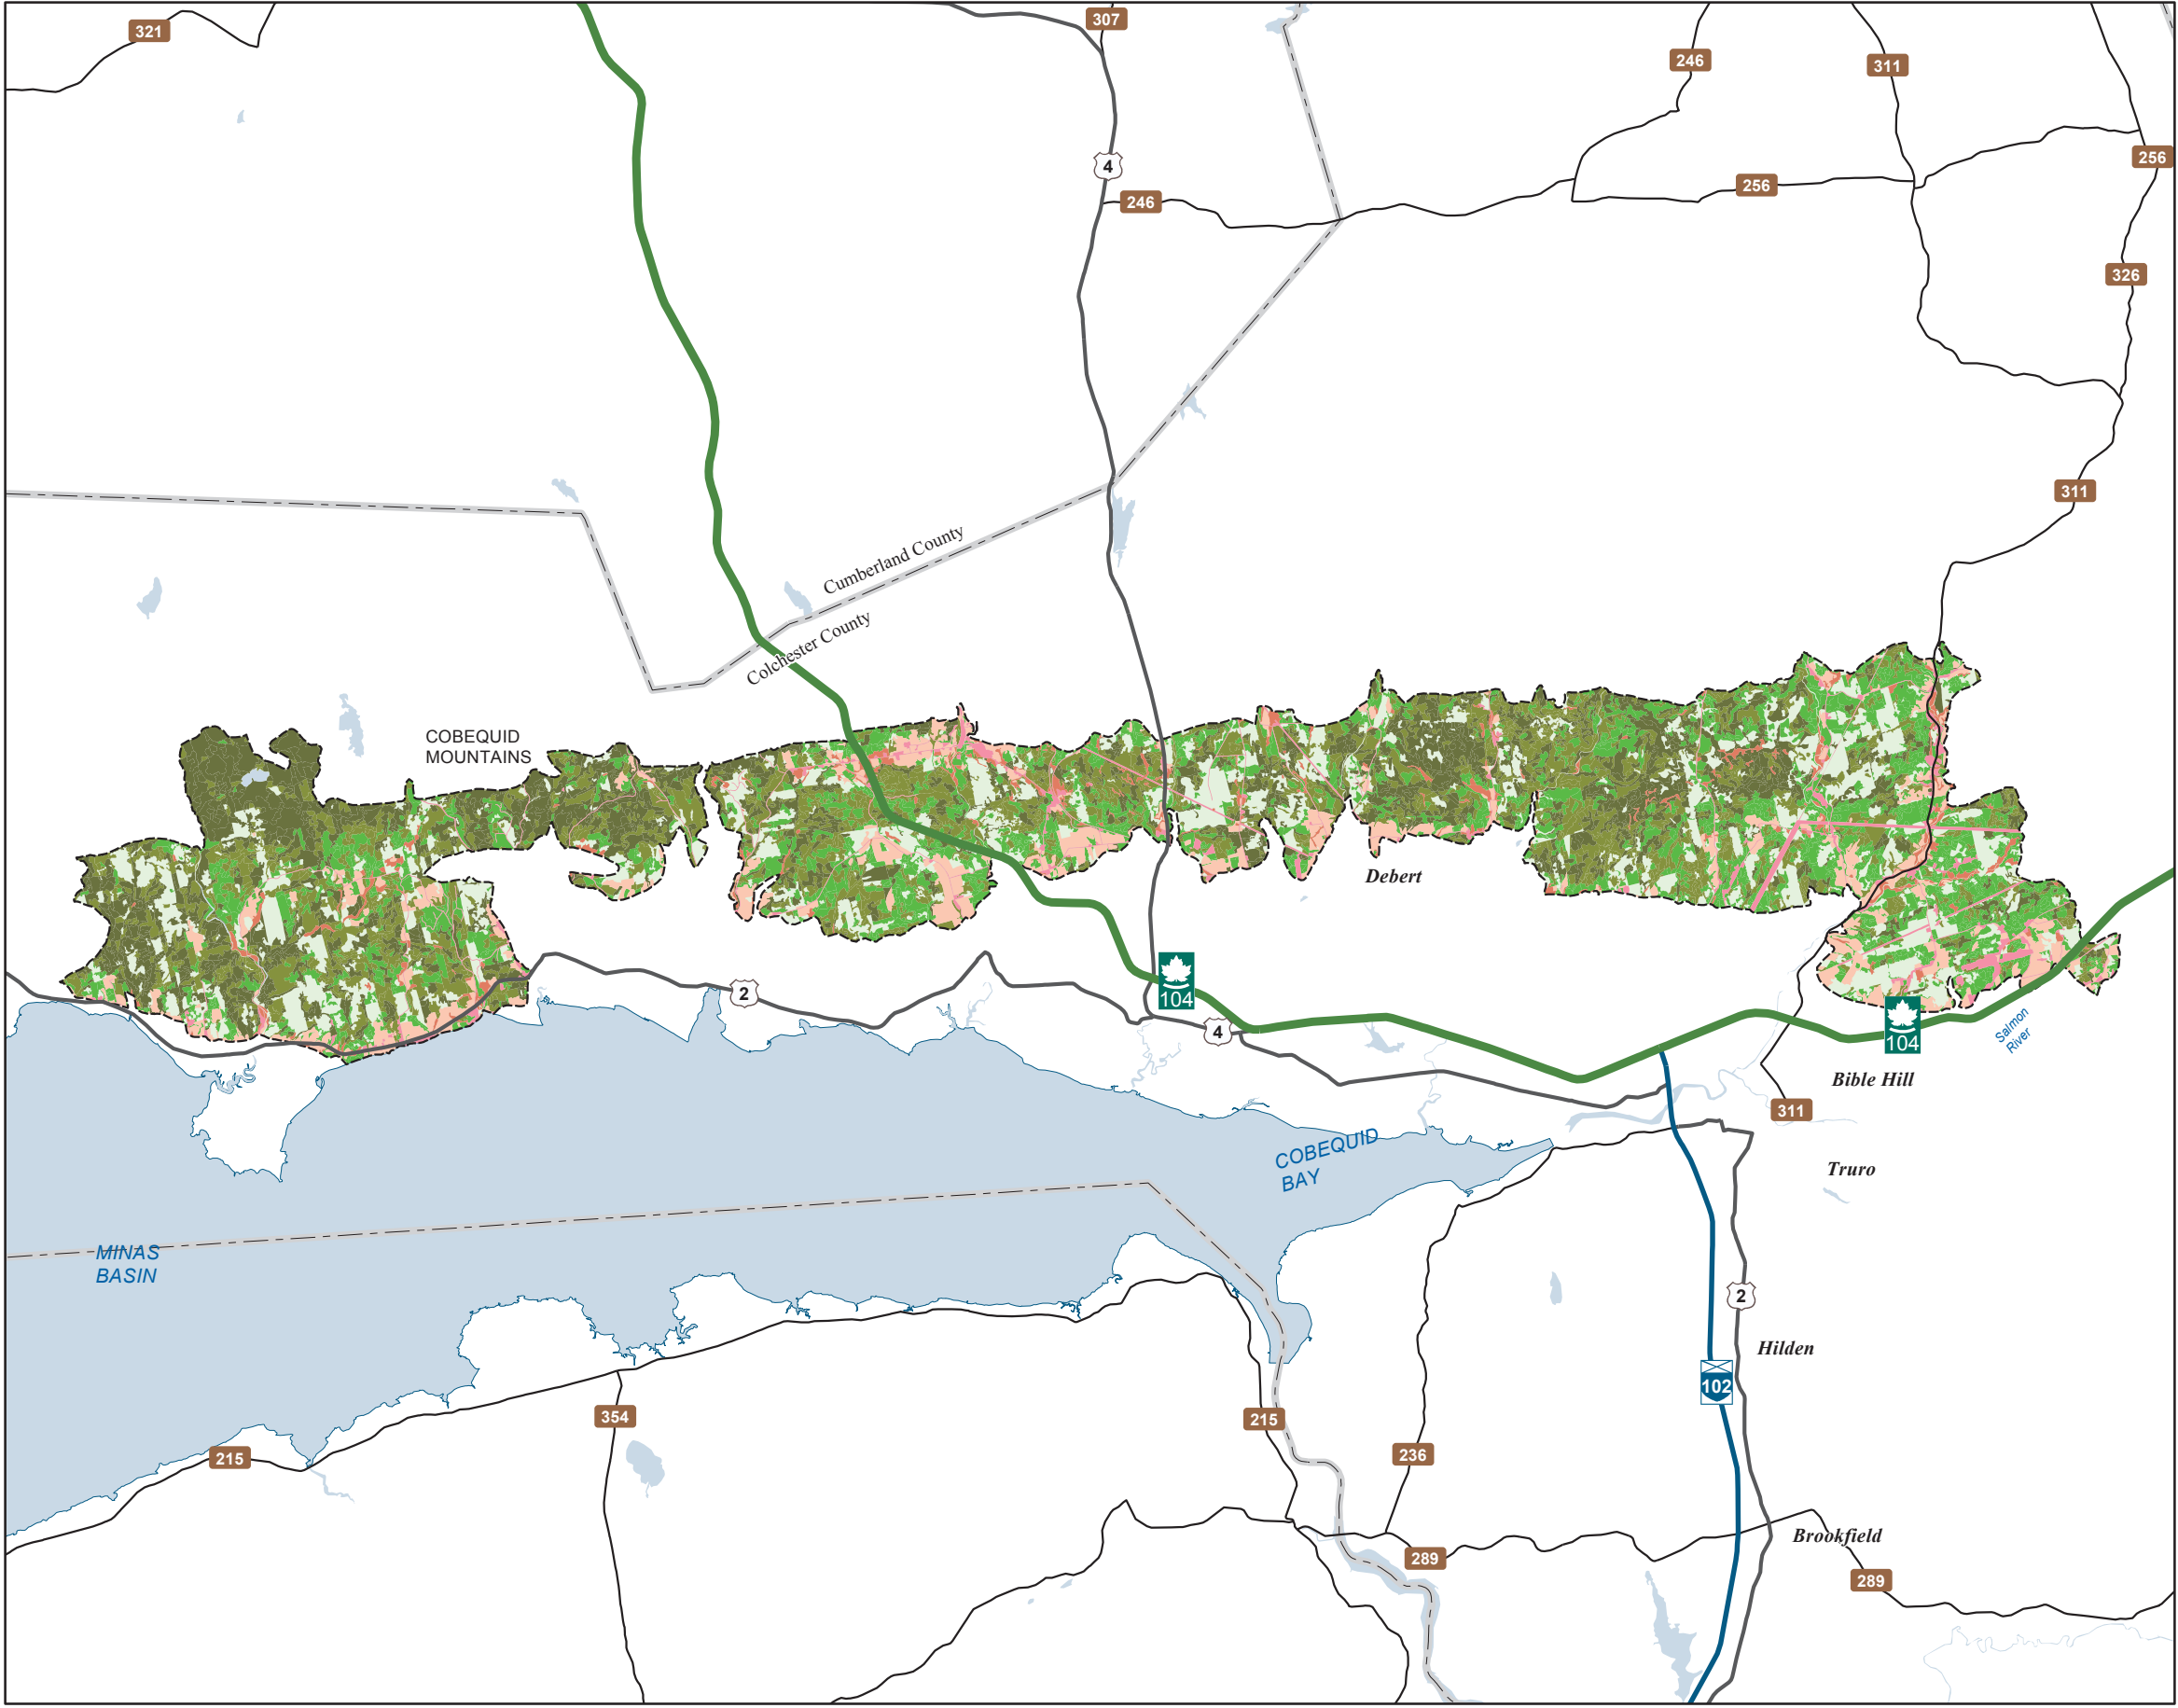 321
307
246
311
4
256
246
256
326
311
Cumberland County
Colchester County
COBEQUID
MOUNTAINS
Debert
104
2
4
104
Salmon
River
Bible Hill
311
COBEQUID
BAY
Truro
MINAS
BASIN
2
Hilden
102
354
215
215
236
Brookfield
289
289